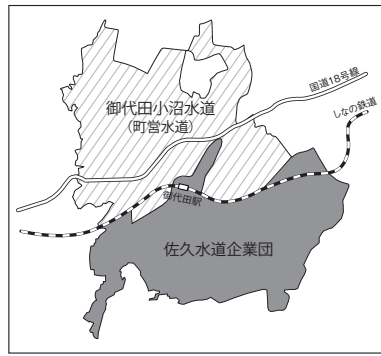 御代田小沼水道
（町営水道）
国道18号線
しなの鉄道
御代田駅
佐久水道企業団